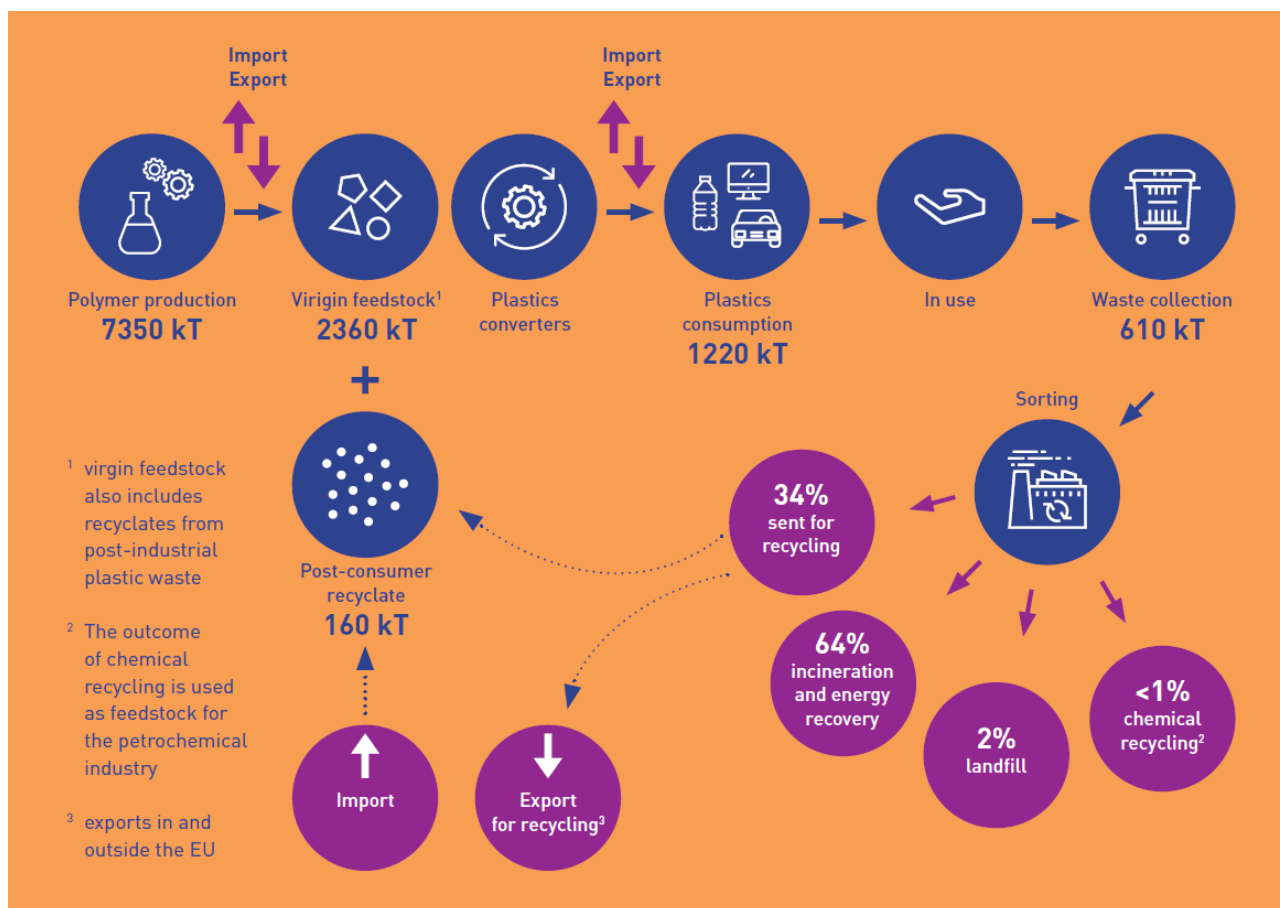 Import
Export
Import
Export
Polymer production
7350 kT
Virigin feedstock¹
2360 kT
Plastics
converters
Plastics
consumption
1220 kT
In use
Waste collection
610 kT
+
Sorting
Post-consumer
recyclate
160 kT
34%
sent for
recycling
64%
incineration
and energy
recovery
2%
landfill
<1%
chemical
recycling²
Import
Export
for recycling³
¹ virgin feedstock
also includes
recyclates from
post-industrial
plastic waste
² The outcome
of chemical
recycling is used
as feedstock for
the petrochemical
industry
³ exports in and
outside the EU